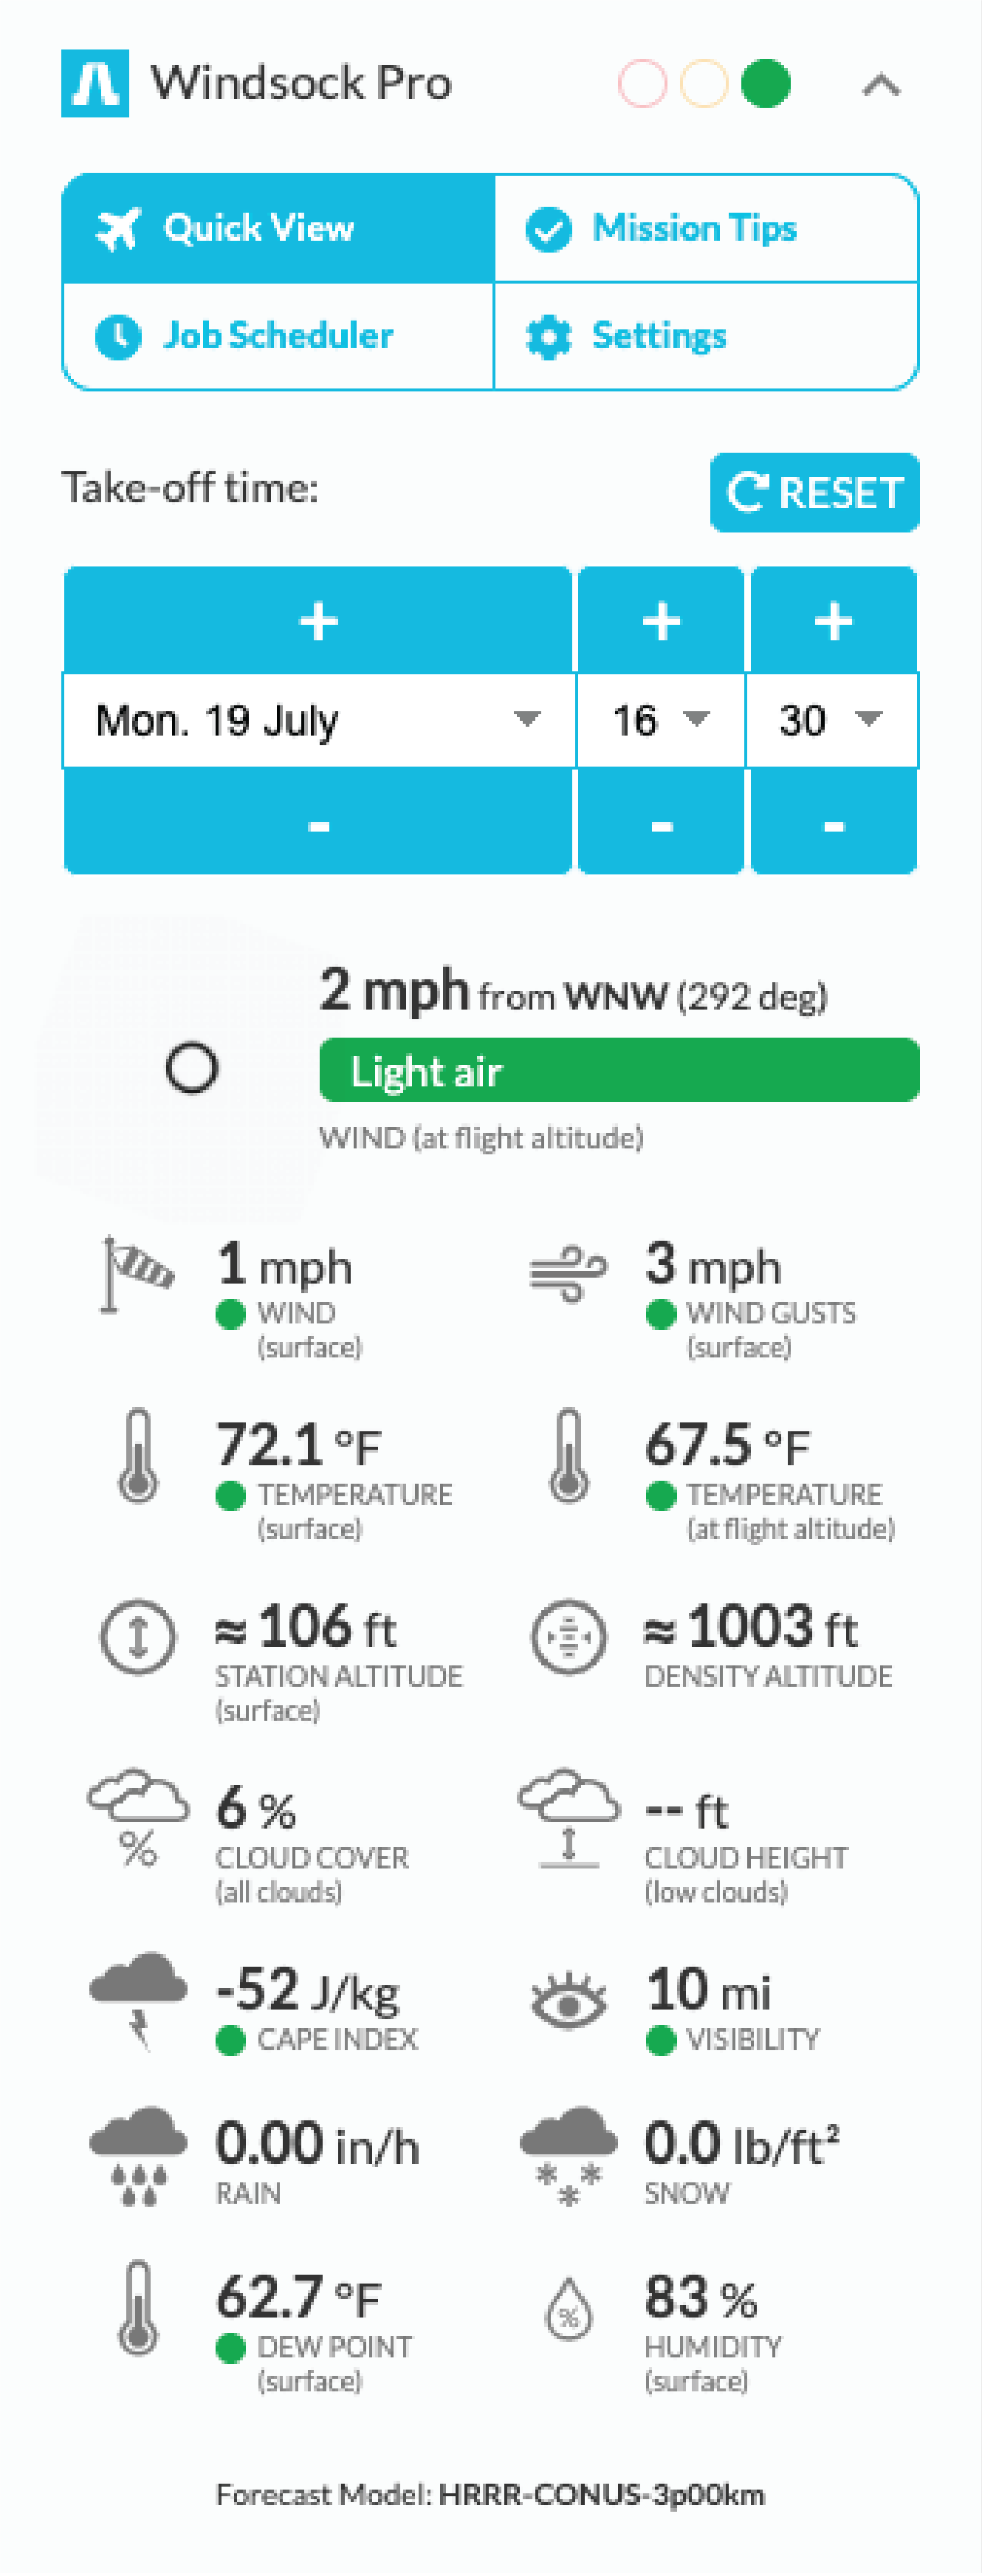 Windsock Pro
Quick View
Mission Tips
Job Scheduler
Settings
Take-off time:
RESET
+ + +
Mon. 19 July 16 30
- - -
2 mph from WNW (292 deg)
Light air
WIND (at flight altitude)
1 mph
WIND
(surface)
3 mph
WIND GUSTS
(surface)
72.1 °F
TEMPERATURE
(surface)
67.5 °F
TEMPERATURE
(at flight altitude)
≈ 106 ft
STATION ALTITUDE
(surface)
≈ 1003 ft
DENSITY ALTITUDE
%
6 %
CLOUD COVER
(all clouds)
-- ft
CLOUD HEIGHT
(low clouds)
-52 J/kg
CAPE INDEX
10 mi
VISIBILITY
0.00 in/h
RAIN
0.0 lb/ft²
SNOW
62.7 °F
DEW POINT
(surface)
%
83 %
HUMIDITY
(surface)
Forecast Model: HRRR-CONUS-3p00km